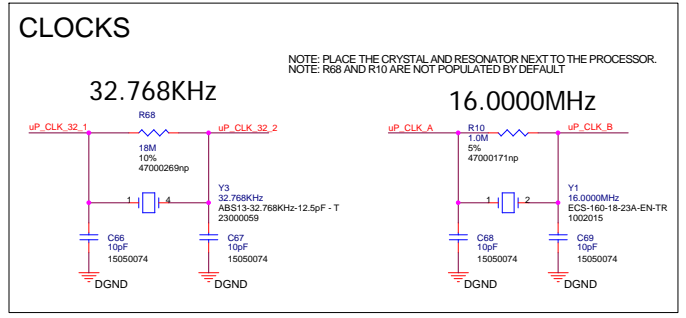 CLOCKS
NOTE: PLACE THE CRYSTAL AND RESONATOR NEXT TO THE PROCESSOR.
NOTE: R68 AND R10 ARE NOT POPULATED BY DEFAULT
32.768KHz
R68
uP_CLK_32_1
uP_CLK_32_2
18M
10%
47000269np
1
4
Y3
32.768KHz
ABS13-32.768KHz-12.5pF - T
23000059
C66
10pF
15050074
C67
10pF
15050074
DGND
DGND
16.0000MHz
uP_CLK_A
R10
uP_CLK_B
1.0M
5%
47000171np
1
2
Y1
16.0000MHz
ECS-160-18-23A-EN-TR
1002015
C68
10pF
15050074
C69
10pF
15050074
DGND
DGND